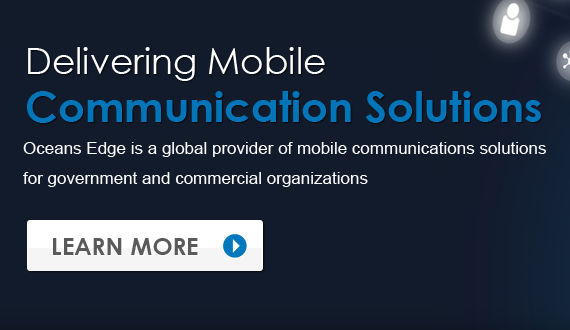 Delivering Mobile
Communication Solutions
Oceans Edge is a global provider of mobile communications solutions
for government and commercial organizations
LEARN MORE